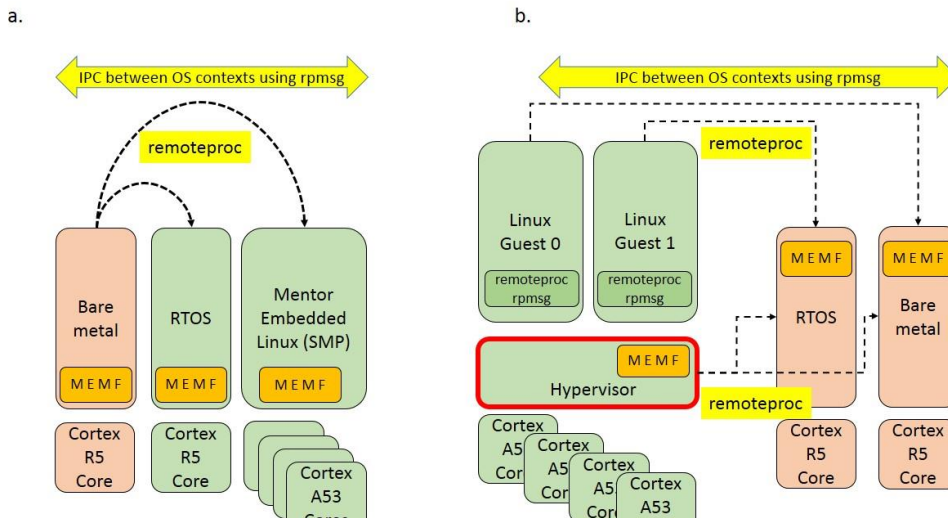 a.
IPC between OS contexts using rpmsg
remoteproc
Bare
metal
MEMF
RTOS
MEMF
Mentor
Embedded
Linux (SMP)
MEMF
Cortex
R5
Core
Cortex
R5
Core
Cortex
A53
b.
IPC between OS contexts using rpmsg
remoteproc
Linux
Guest 0
remoteproc
rpmsg
Linux
Guest 1
remoteproc
rpmsg
MEMF
RTOS
MEMF
Bare
metal
MEMF
Hypervisor
remoteproc
Cortex
Cortex
Cortex
Cortex
A53
Cortex
R5
Core
Cortex
R5
Core